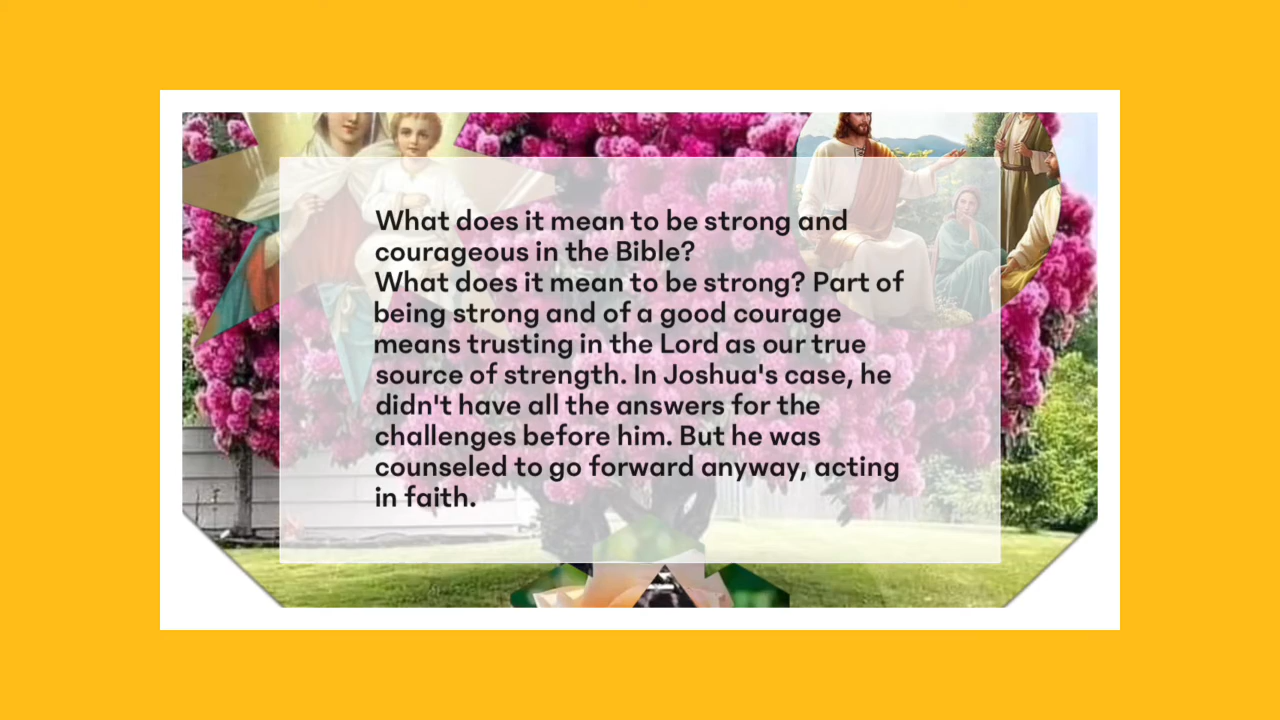 What does it mean to be strong and
courageous in the Bible?
What does it mean to be strong? Part of
being strong and of a good courage
means trusting in the Lord as our true
source of strength. In Joshua's case, he
didn't have all the answers for the
challenges before him. But he was
counseled to go forward anyway, acting
in faith.